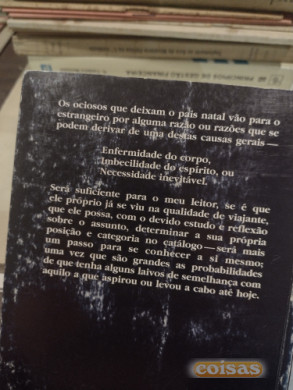 PRINCÍPIOS DE GESTÃO FINANCEIRA
Os ociosos que deixam o país natal vão para o
estrangeiro por alguma razão ou razões que se
podem derivar de uma destas causas gerais —
Enfermidade do corpo,
Imbecilidade do espírito, ou
Necessidade inevitável.
Será suficiente para o meu leitor, se é que
ele próprio já se viu na qualidade de viajante,
que ele possa, com o devido estudo e reflexão
sobre o assunto, determinar a sua própria
posição e categoria no catálogo — será mais
um passo para se conhecer a si mesmo;
uma vez que são grandes as probabilidades
de que tenha alguns laivos de semelhança com
aquilo a que aspirou ou levou a cabo até hoje.
coisas